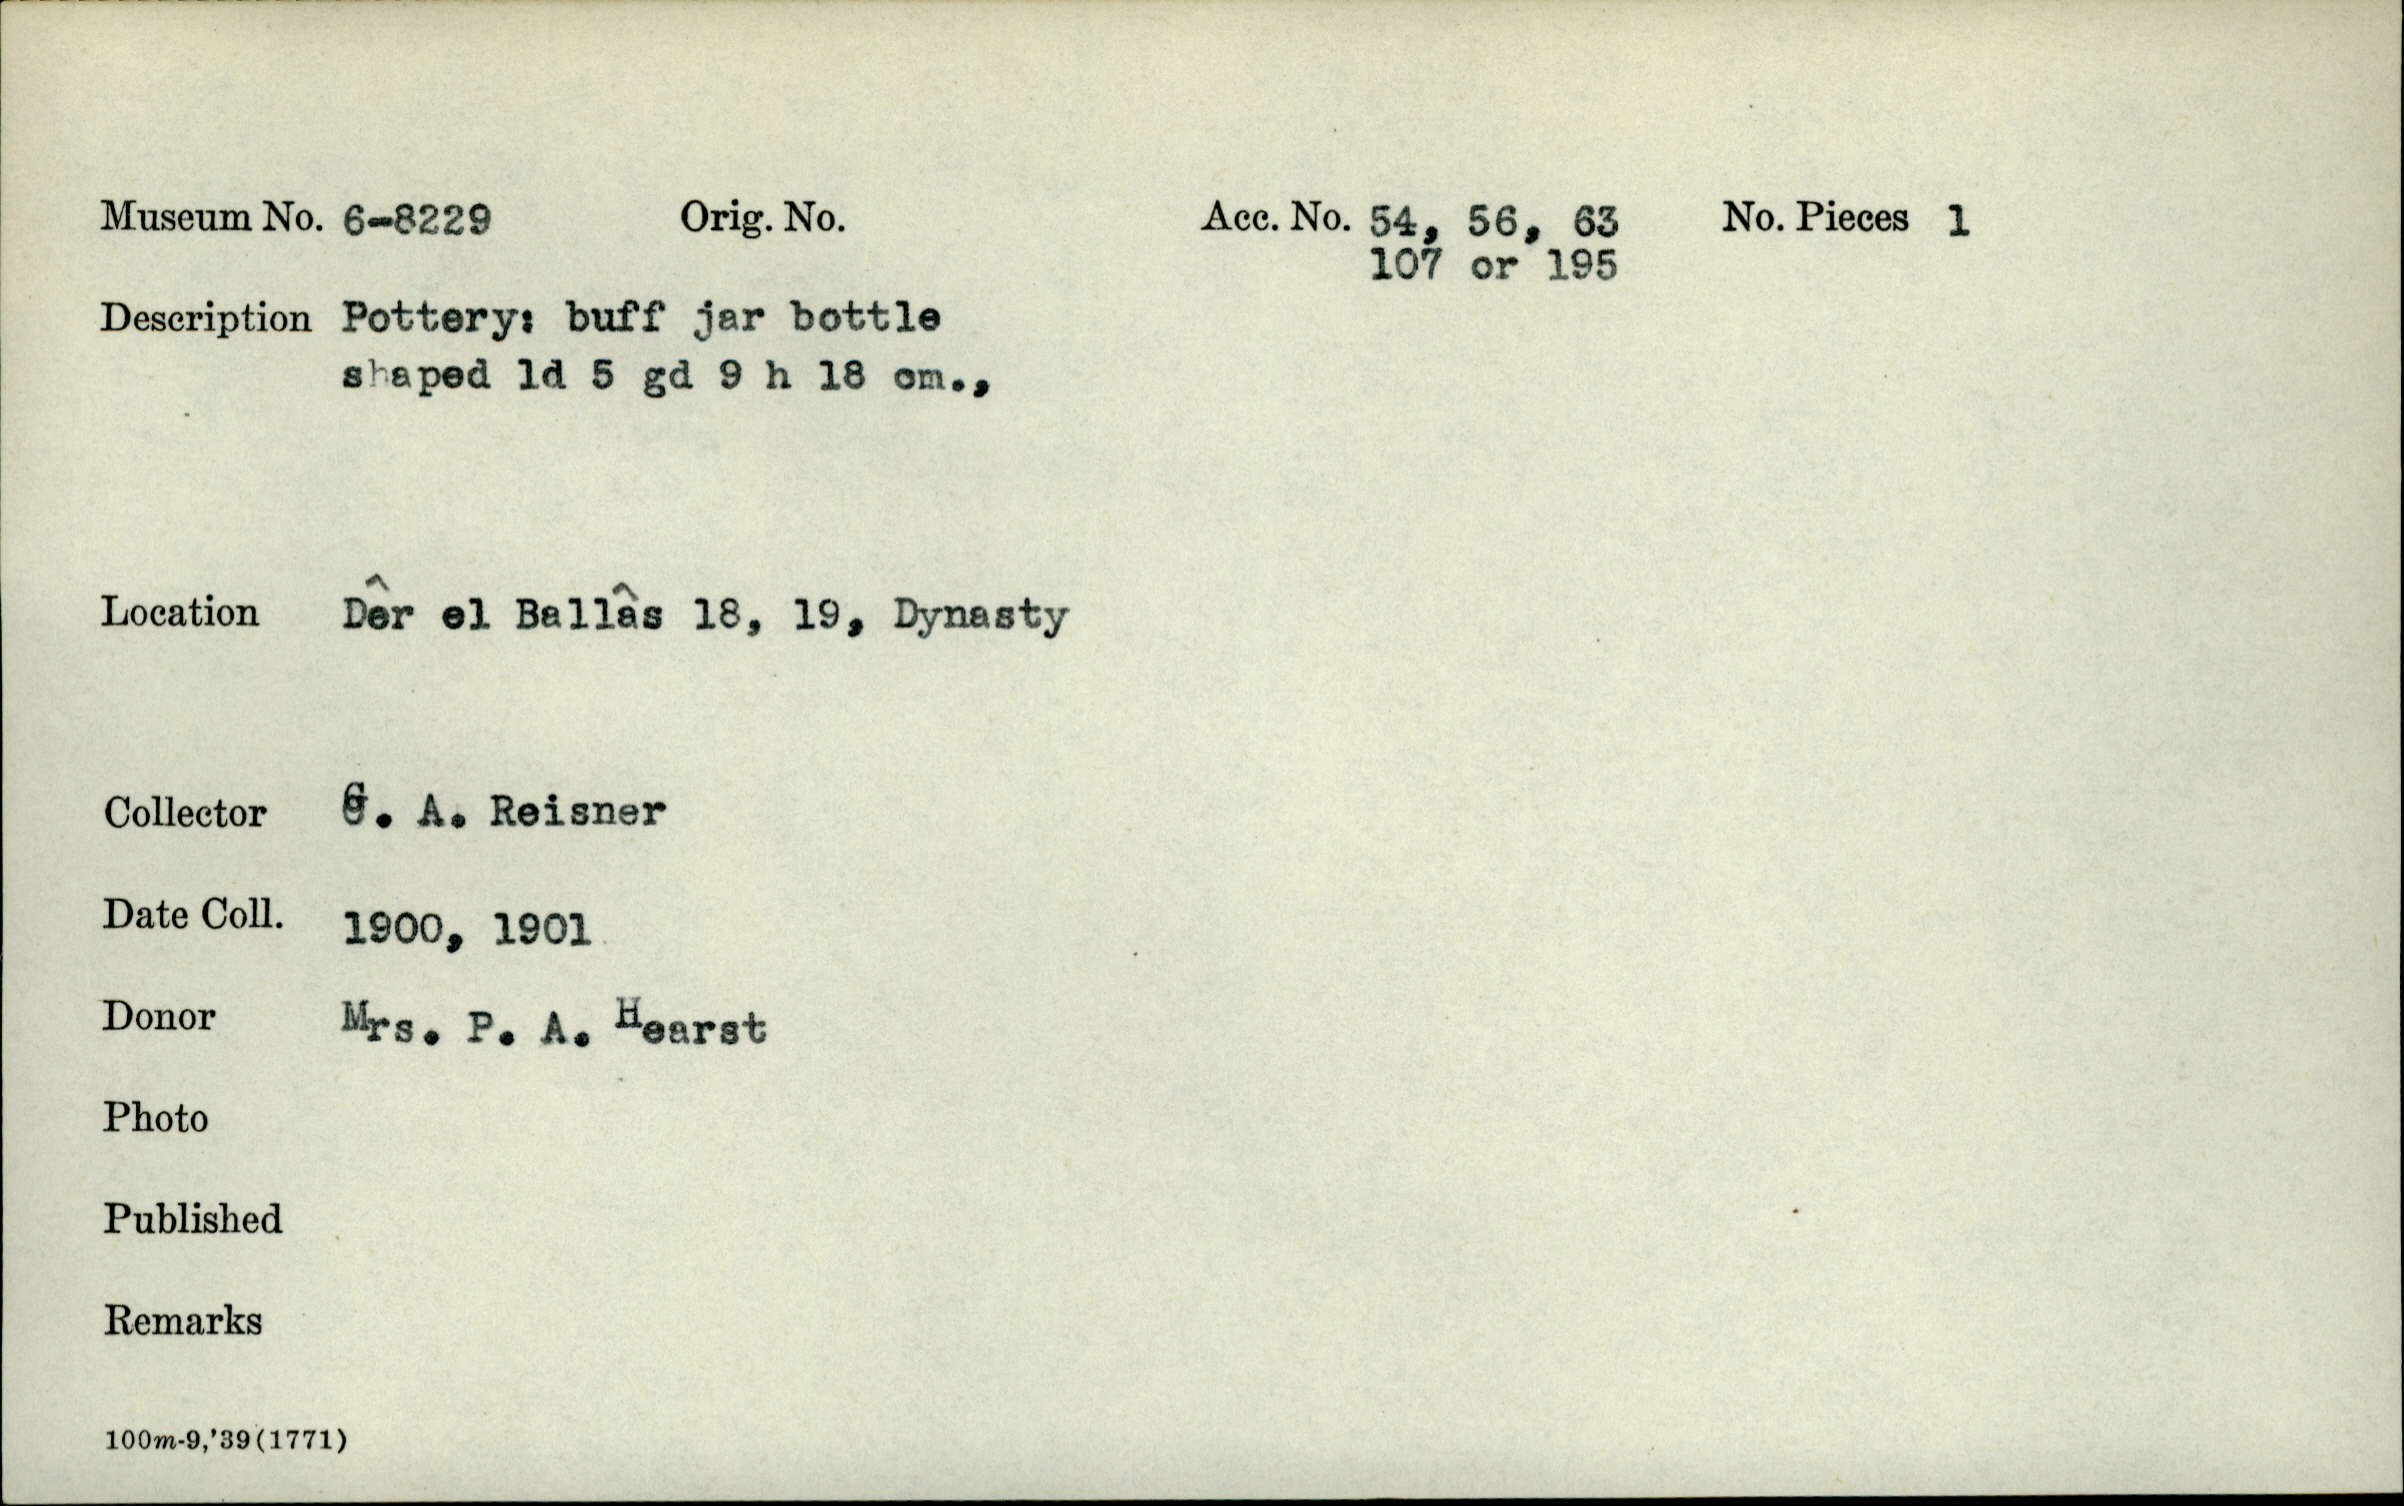 Museum No. 6-8229 Orig. No. Acc. No. 54, 56, 63 No. Pieces 1
107 or 195
Description Pottery: buff jar bottle
shaped ld 5 gd 9 h 18 cm.,
Location Dêr el Ballâs 18, 19, Dynasty
Collector G. A. Reisner
Date Coll. 1900, 1901
Donor Mrs. P. A. Hearst
Photo
Published
Remarks
100m-9,'39(1771)